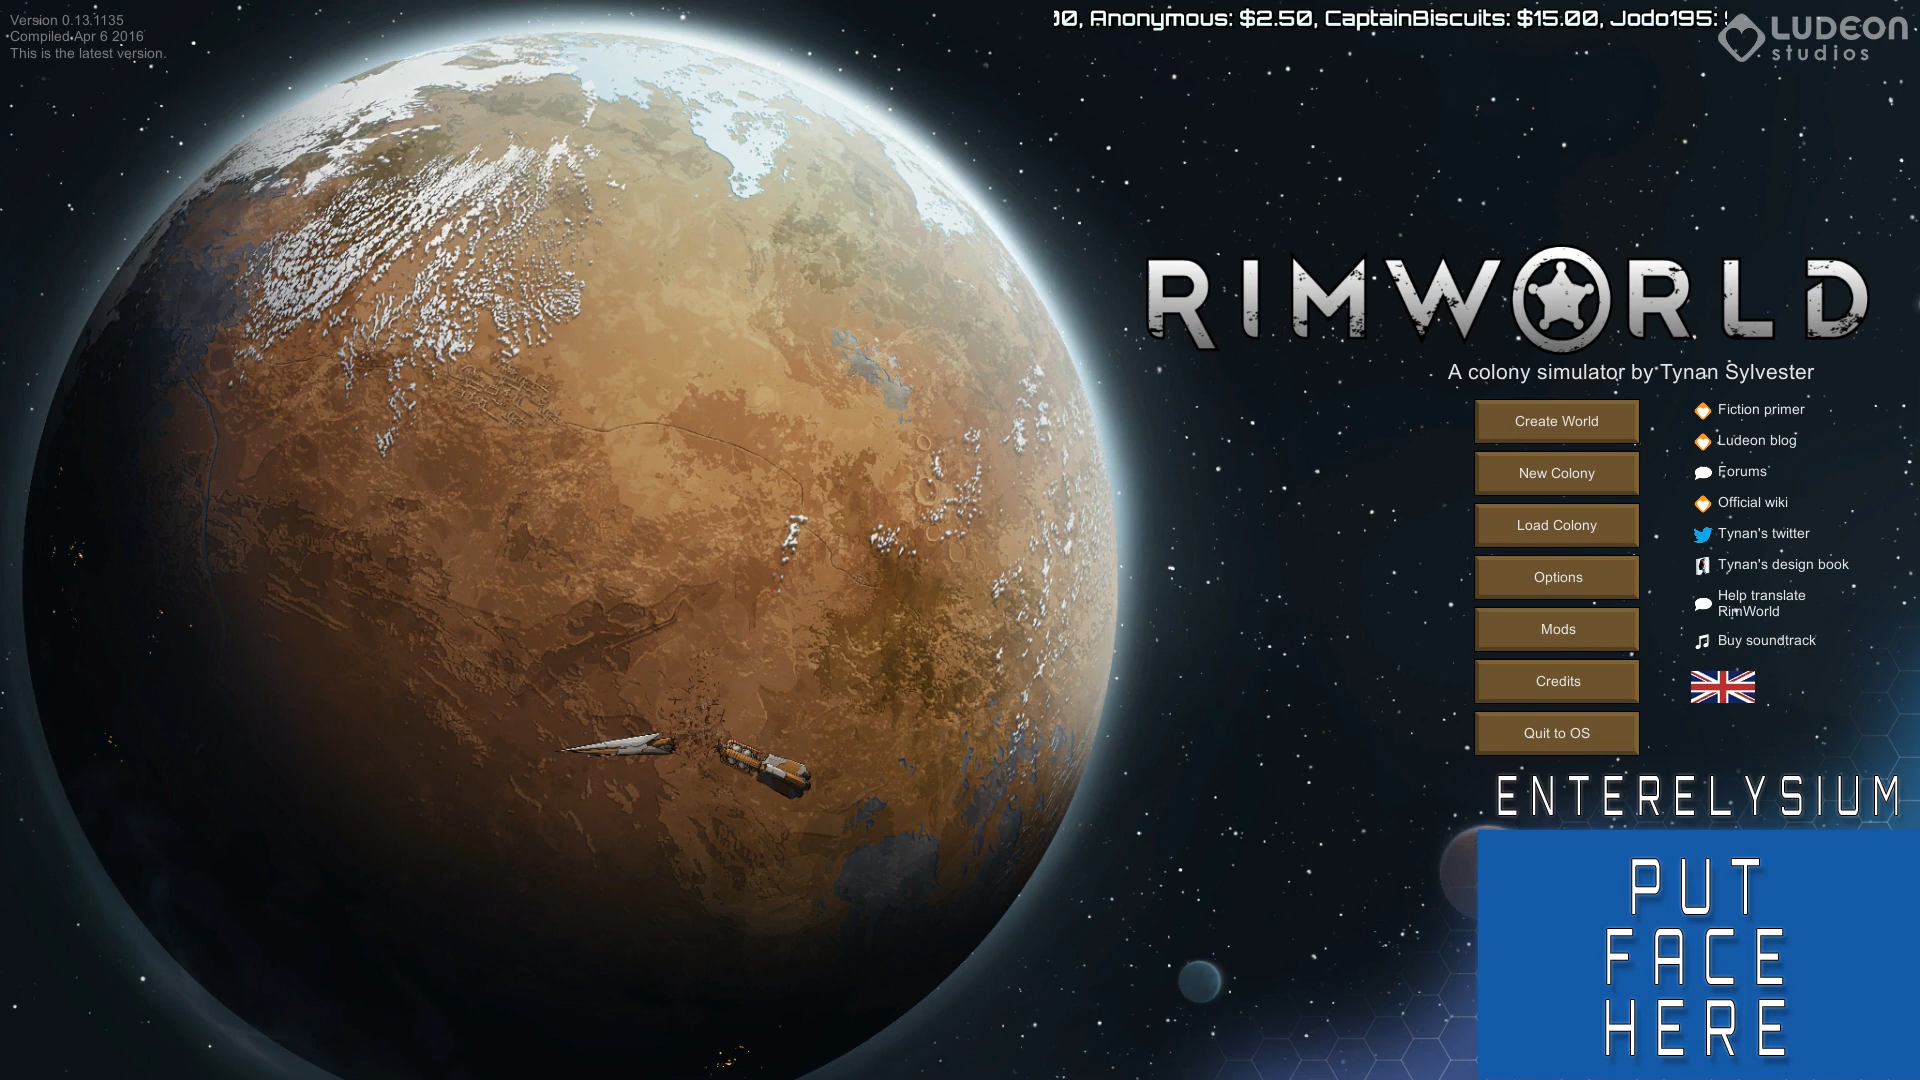 Version 0.13.1135
Compiled Apr 6 2016
This is the latest version.
00, Anonymous: $2.50, CaptainBiscuits: $15.00, Jodo195:
LUDEON
studios
RIMWORLD
A colony simulator by Tynan Sylvester
Create World
New Colony
Load Colony
Options
Mods
Credits
Quit to OS
Fiction primer
Ludeon blog
Forums
Official wiki
Tynan's twitter
Tynan's design book
Help translate
RimWorld
Buy soundtrack
ENTERELYSIUM
PUT
FACE
HERE